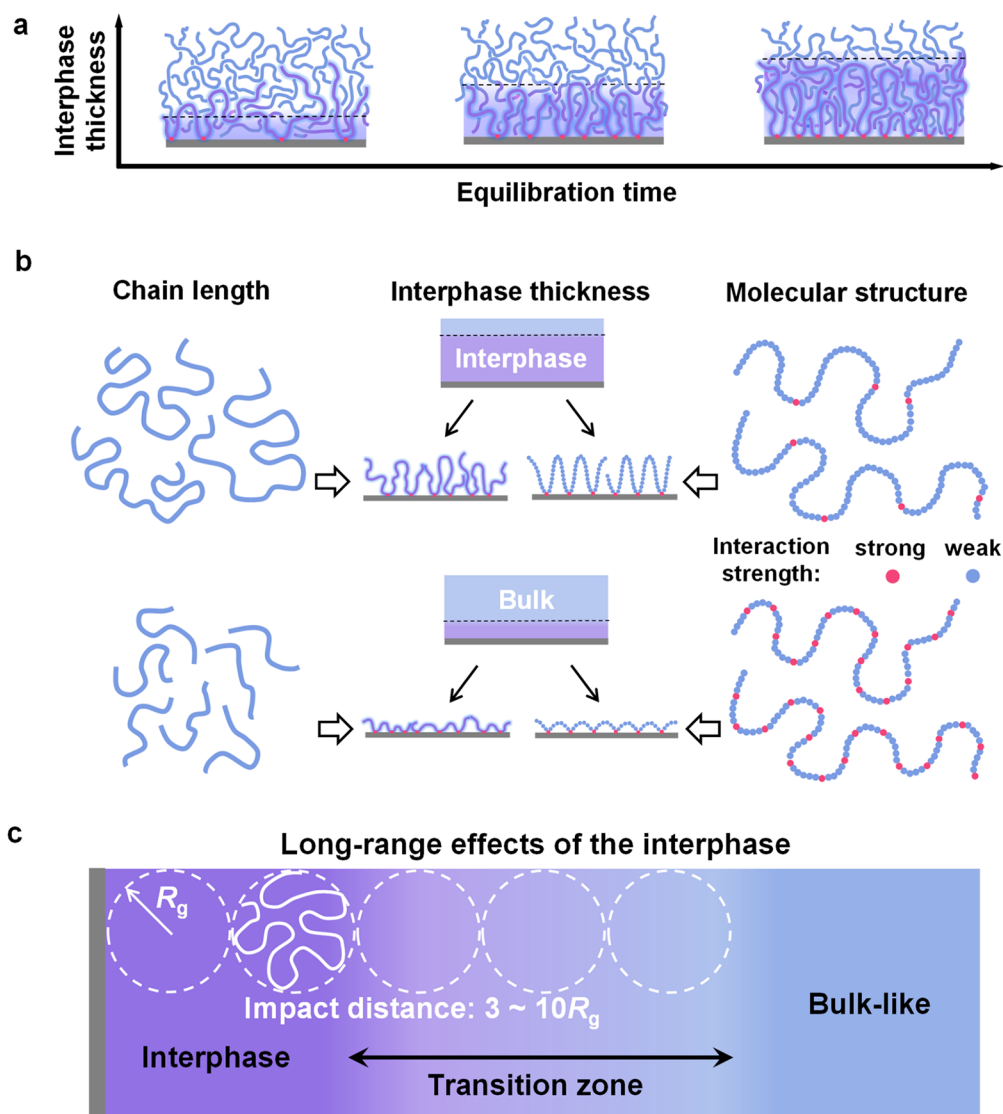 a
Interphase
thickness
Equilibration time
b
Chain length
Interphase thickness
Molecular structure
Interphase
Interaction
strength:
strong
weak
Bulk
c
Long-range effects of the interphase
Rg
Impact distance: 3 ~ 10Rg
Bulk-like
Interphase
Transition zone